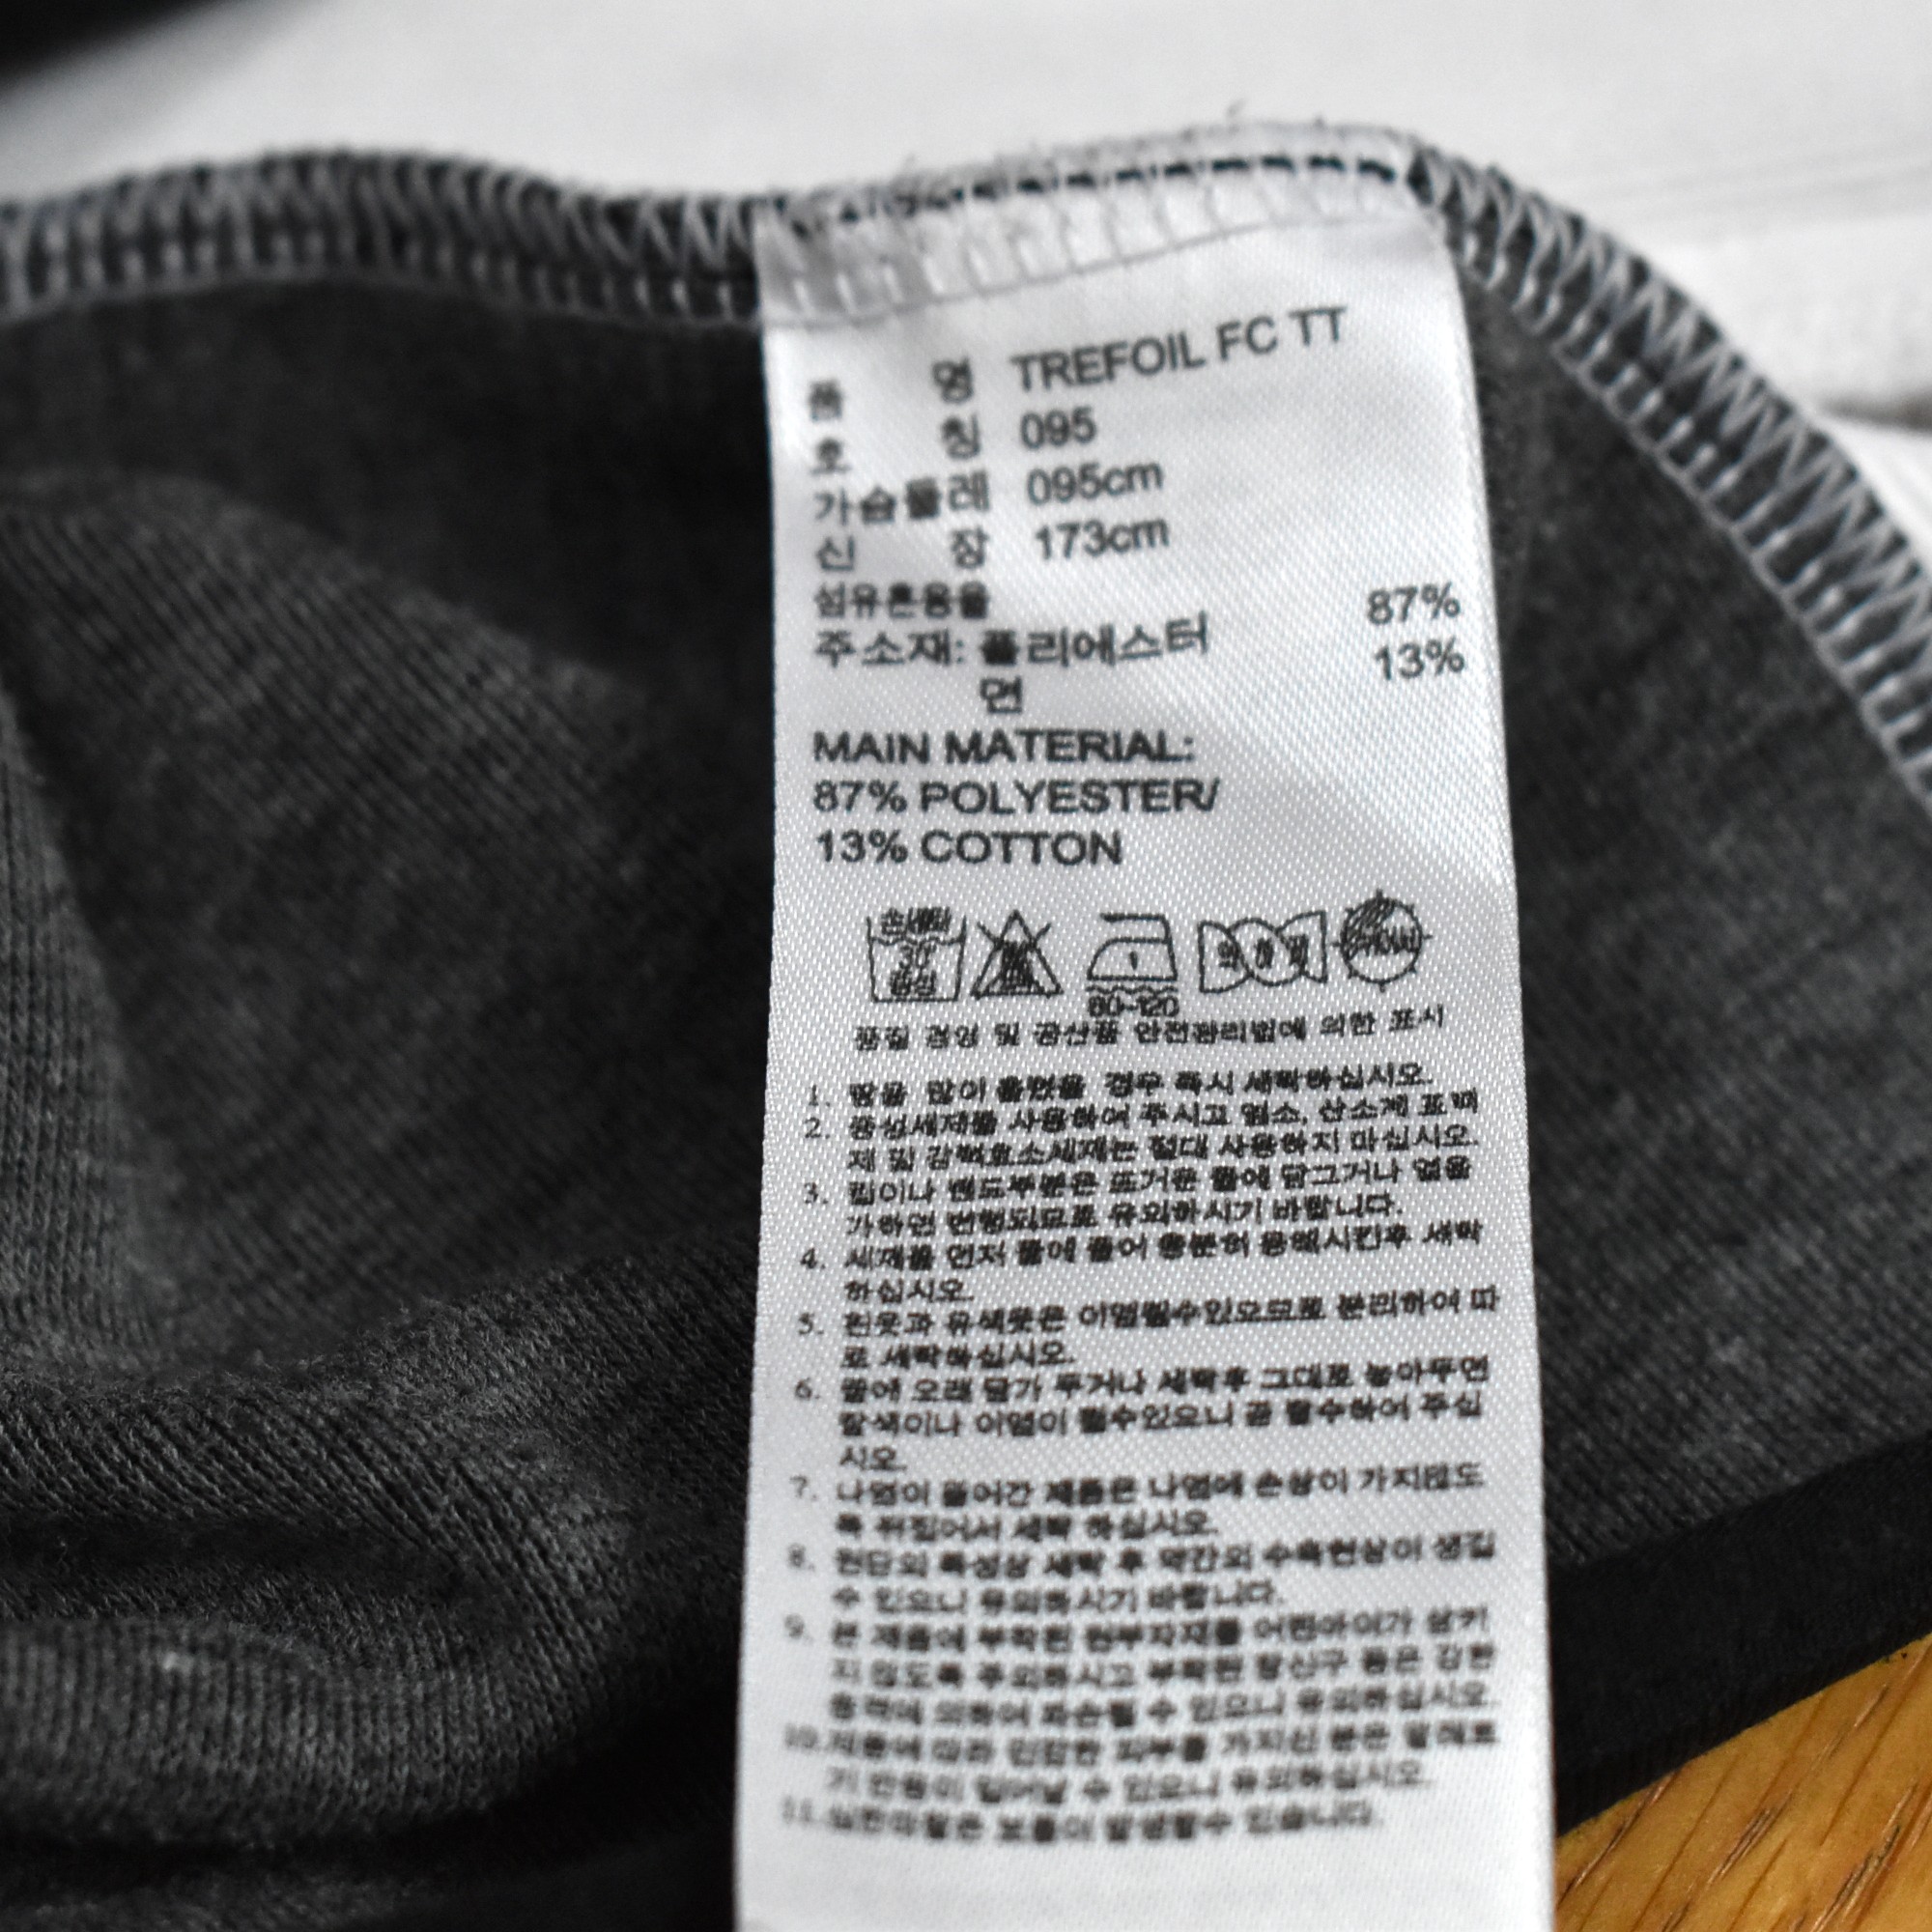 품 명 TREFOIL FC TT
호 칭 095
가슴둘레 095cm
신 장 173cm
섬유혼용율
주소재: 폴리에스터 87%
면 13%
MAIN MATERIAL:
87% POLYESTER/
13% COTTON
손세탁
30
중성
1
80~120
품질 경영 및 공산품 안전관리법에 의한 표시
1. 땀을 많이 흘렸을 경우 즉시 세탁하십시오.
2. 중성세제를 사용하여 주시고 염소, 산소계 표백
제 및 강력효소세제는 절대 사용하지 마십시오.
3. 립이나 밴드부분은 뜨거운 물에 담그거나 열을
가하면 변형되므로 유의하시기 바랍니다.
4. 세제를 먼저 물에 풀어 충분히 용해시킨후 세탁
하십시오.
5. 흰옷과 유색옷은 이염될수있으므로 분리하여 따
로 세탁하십시오.
6. 물에 오래 담가 두거나 세탁후 그대로 놓아두면
탈색이나 이염이 될수있으니 곧 탈수하여 주십
시오.
7. 나염이 들어간 제품은 나염에 손상이 가지않도
록 뒤집어서 세탁 하십시오.
8. 원단의 특성상 세탁 후 약간의 수축현상이 생길
수 있으니 유의하시기 바랍니다.
9. 본 제품에 부착된 원부자재를 어린아이가 삼키
지 않도록 주의하시고 부착된 장신구 등은 강한
충격에 의하여 파손될 수 있으니 유의하십시오.
10. 제품에 따라 민감한 피부를 가지신 분은 알레르
기 반응이 일어날 수 있으니 유의하십시오.
11. 보풀이 발생할수 있습니다.